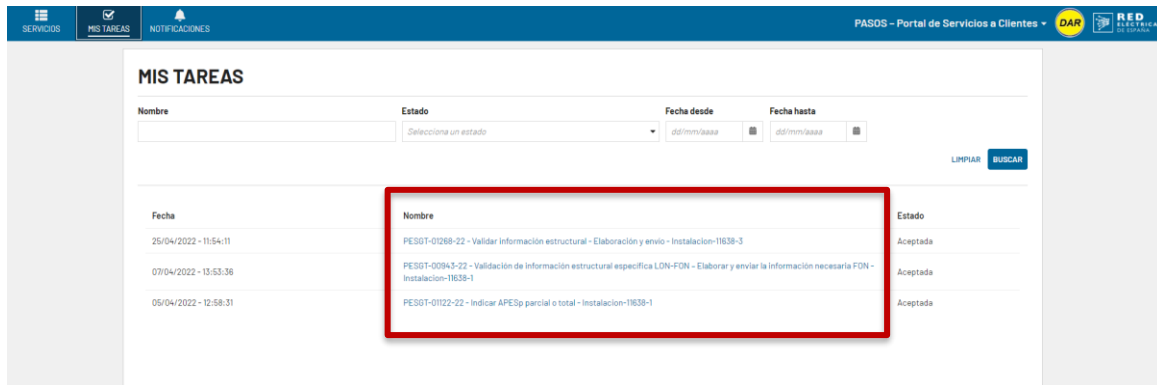 SERVICIOS
MIS TAREAS
NOTIFICACIONES
PASOS - Portal de Servicios a Clientes
DAR
RED
ELÉCTRICA
DE ESPAÑA
MIS TAREAS
Nombre
Estado
Fecha desde
Fecha hasta
Selecciona un estado
dd/mm/aaaa
dd/mm/aaaa
LIMPIAR
BUSCAR
Fecha
Nombre
Estado
25/04/2022 - 11:54:11
PESGT-01268-22 - Validar información estructural - Elaboración y envío - Instalacion-11638-3
Aceptada
07/04/2022 - 13:53:36
PESGT-00943-22 - Validación de información estructural específica LON-FON – Elaborar y enviar la información necesaria FON -
Instalacion-11638-1
Aceptada
05/04/2022 - 12:58:31
PESGT-01122-22 - Indicar APESp parcial o total - Instalacion-11638-1
Aceptada